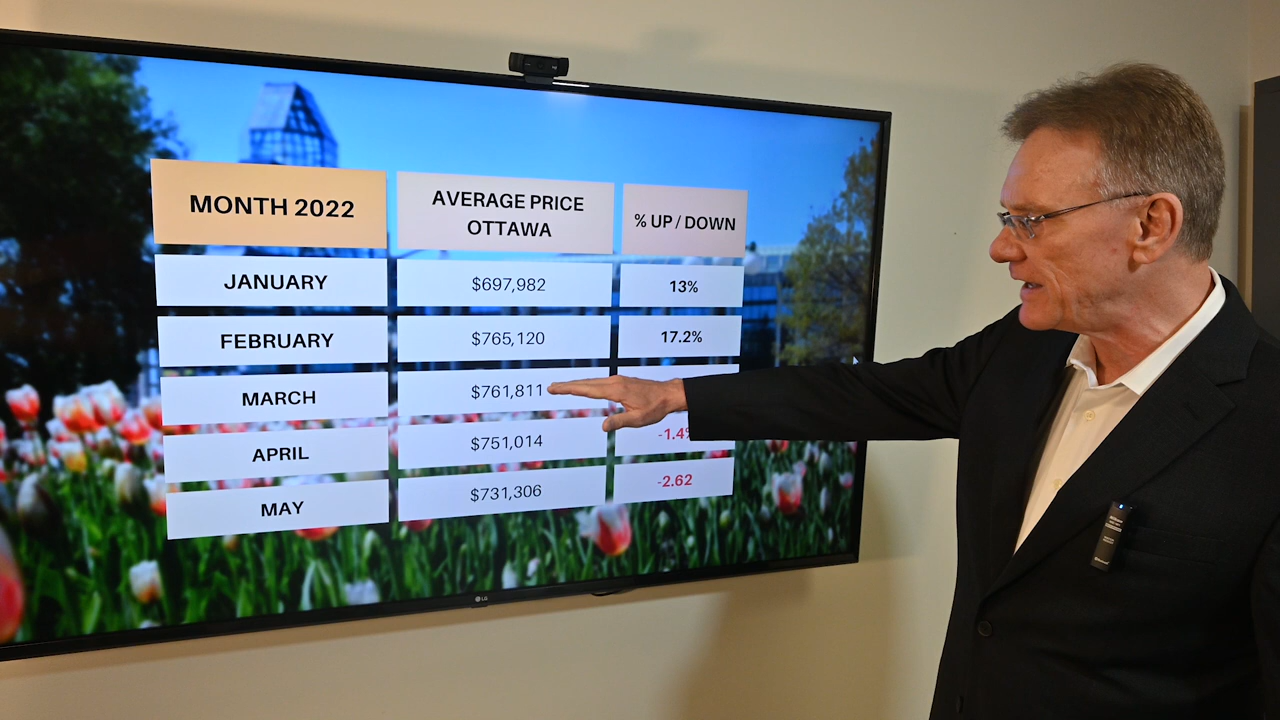 MONTH 2022
AVERAGE PRICE
OTTAWA
% UP / DOWN
JANUARY
$697,982
13%
FEBRUARY
$765,120
17.2%
MARCH
$761,811
APRIL
$751,014
-1.4%
MAY
$731,306
-2.62
LG